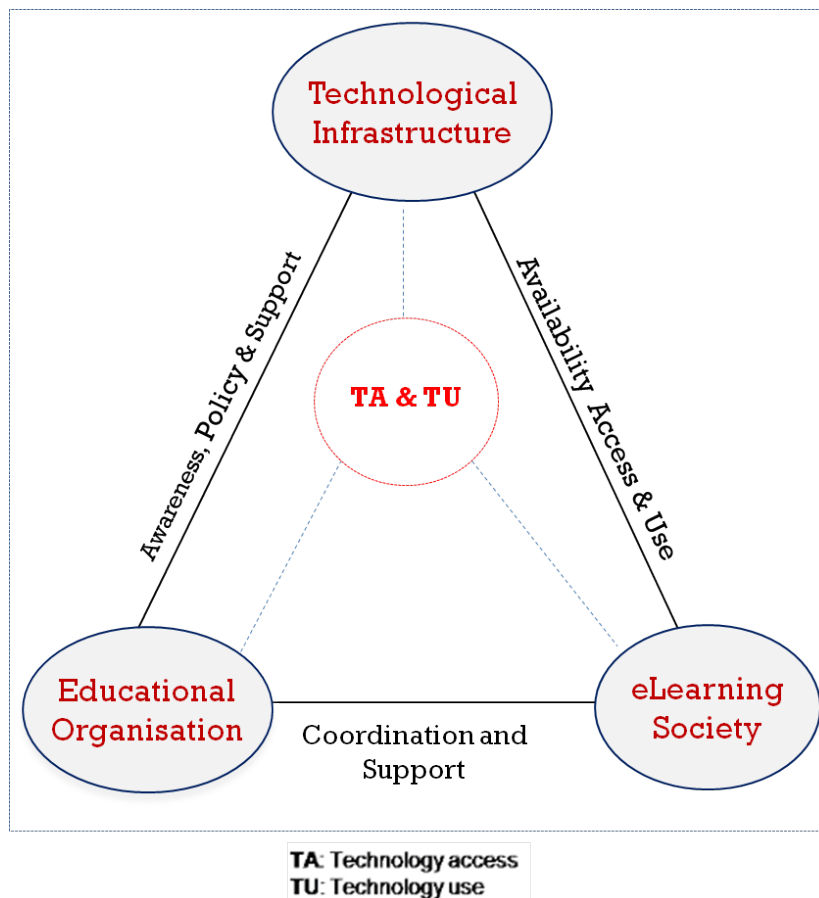 Technological
Infrastructure
Awareness, Policy & Support
Availability Access & Use
TA & TU
Educational
Organisation
eLearning
Society
Coordination and
Support
TA: Technology access
TU: Technology use